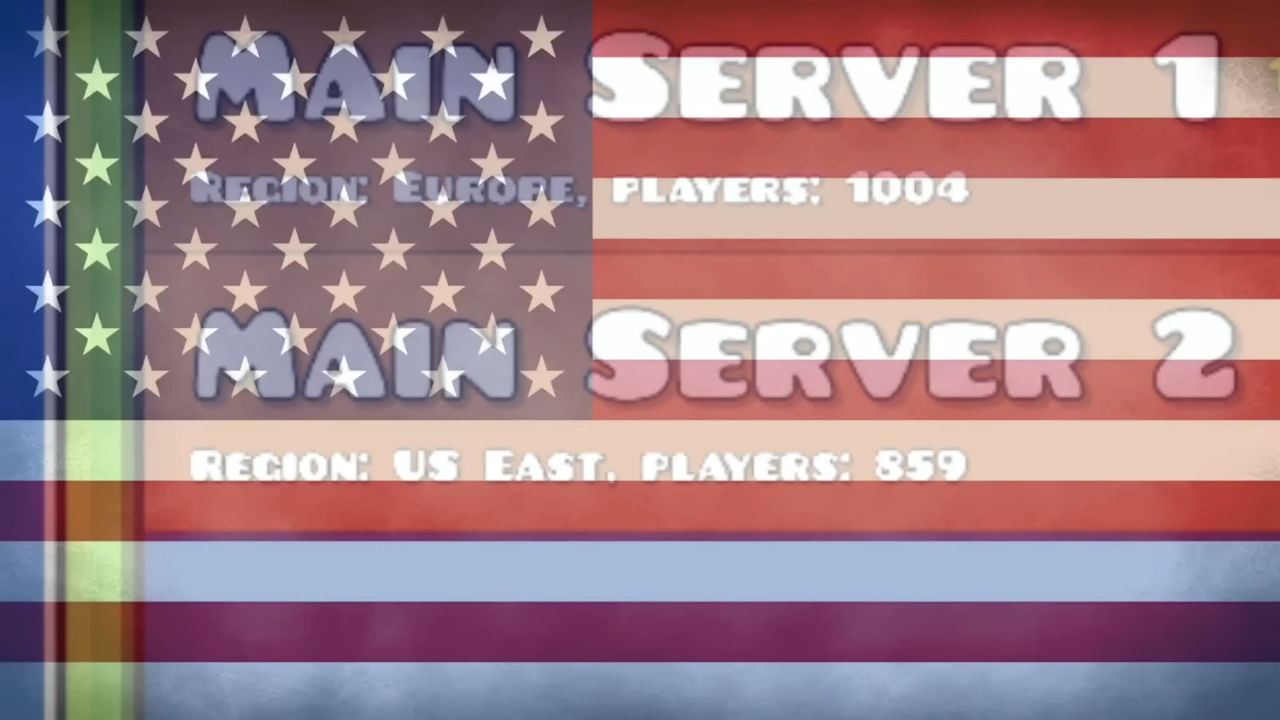 Main Server 1
Region: Europe, players: 1004
Main Server 2
Region: US East, players: 859